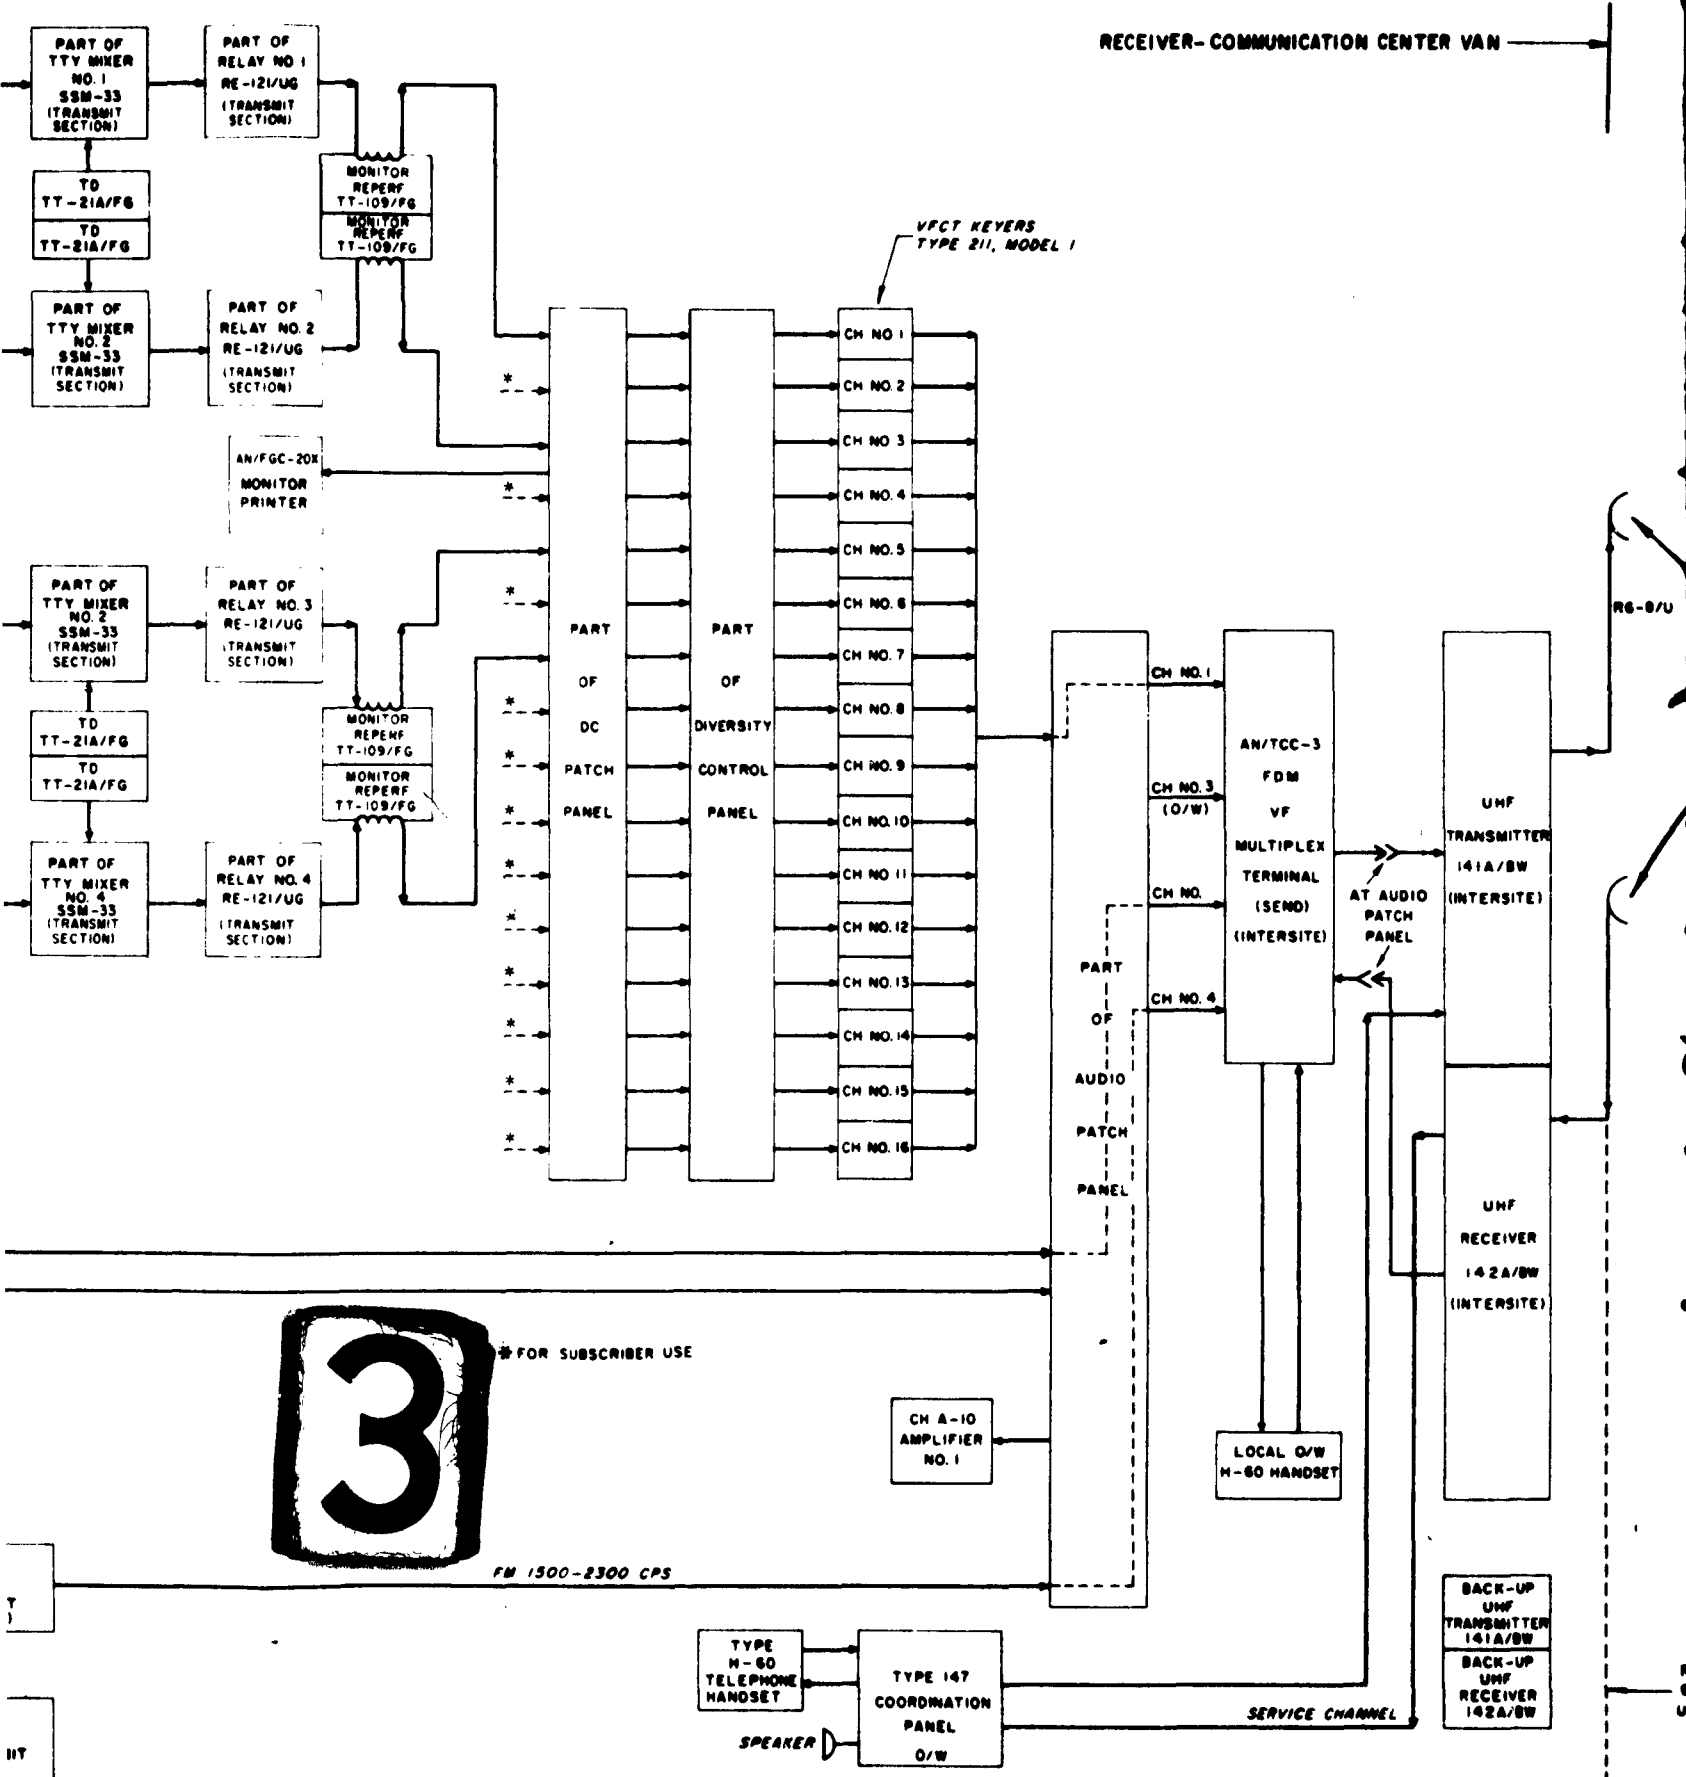 RECEIVER-COMMUNICATION CENTER VAN
PART OF
TTY MIXER
NO. 1
SSM-33
(TRANSMIT
SECTION)
PART OF
RELAY NO 1
RE-121/UG
(TRANSMIT
SECTION)
TD
TT-21A/FG
TD
TT-21A/FG
MONITOR
REPERF
TT-109/FG
MONITOR
REPERF
TT-109/FG
PART OF
TTY MIXER
NO. 2
SSM-33
(TRANSMIT
SECTION)
PART OF
RELAY NO. 2
RE-121/UG
(TRANSMIT
SECTION)
AN/FGC-20X
MONITOR
PRINTER
PART OF
TTY MIXER
NO. 2
SSM-33
(TRANSMIT
SECTION)
PART OF
RELAY NO. 3
RE-121/UG
(TRANSMIT
SECTION)
TD
TT-21A/FG
TD
TT-21A/FG
MONITOR
REPERF
TT-109/FG
MONITOR
REPERF
TT-109/FG
PART OF
TTY MIXER
NO. 4
SSM-33
(TRANSMIT
SECTION)
PART OF
RELAY NO. 4
RE-121/UG
(TRANSMIT
SECTION)
*
*
*
*
*
*
*
*
*
*
*
*
PART
OF
DC
PATCH
PANEL
PART
OF
DIVERSITY
CONTROL
PANEL
VFCT KEYERS
TYPE 211, MODEL 1
CH NO 1
CH NO. 2
CH NO 3
CH NO. 4
CH NO. 5
CH NO. 6
CH NO. 7
CH NO. 8
CH NO. 9
CH NO. 10
CH NO 11
CH NO. 12
CH NO. 13
CH NO. 14
CH NO. 15
CH NO. 16
PART
OF
AUDIO
PATCH
PANEL
CH NO. 1
CH NO. 3
(O/W)
CH NO.
CH NO. 4
AN/TCC-3
FDM
VF
MULTIPLEX
TERMINAL
(SEND)
(INTERSITE)
AT AUDIO
PATCH
PANEL
UHF
TRANSMITTER
141A/BW
(INTERSITE)
RG-8/U
UHF
RECEIVER
142A/BW
(INTERSITE)
3
* FOR SUBSCRIBER USE
CH A-10
AMPLIFIER
NO. 1
LOCAL O/W
H-60 HANDSET
FM 1500-2300 CPS
BACK-UP
UHF
TRANSMITTER
141A/BW
BACK-UP
UHF
RECEIVER
142A/BW
TYPE
H-60
TELEPHONE
HANDSET
TYPE 147
COORDINATION
PANEL
O/W
SPEAKER
SERVICE CHANNEL